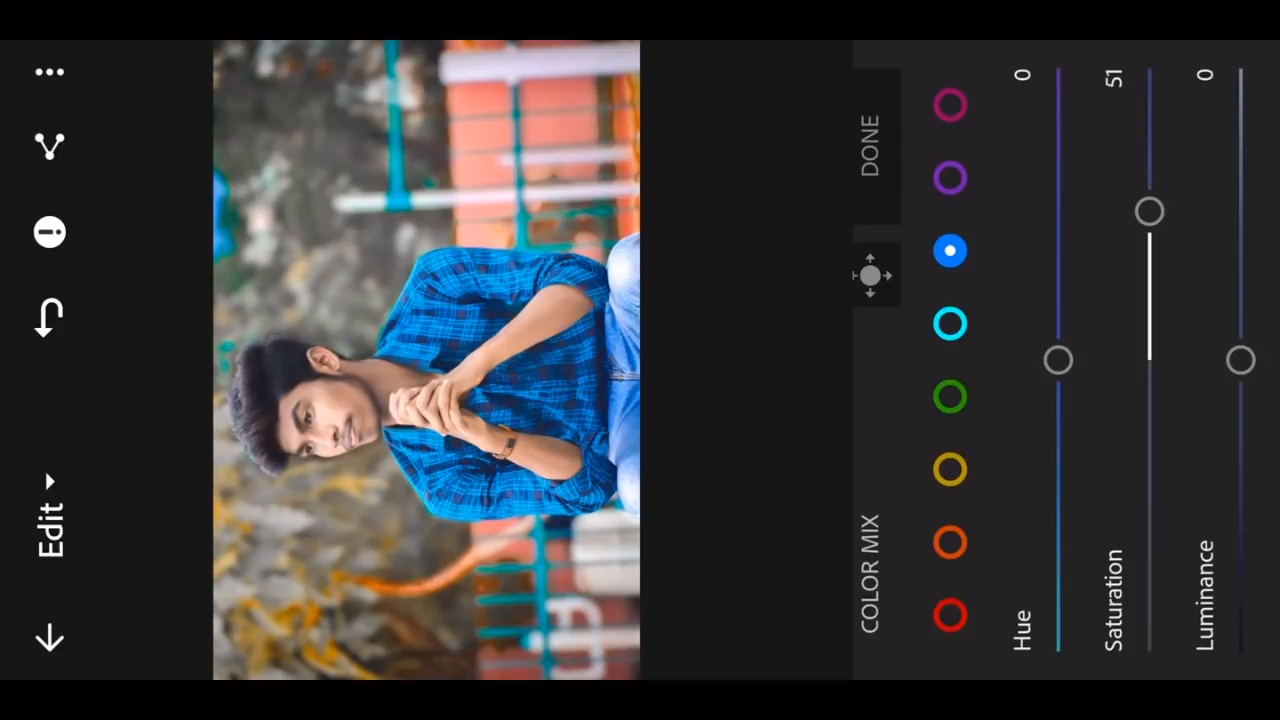 Edit
COLOR MIX
DONE
Hue
0
Saturation
51
Luminance
0